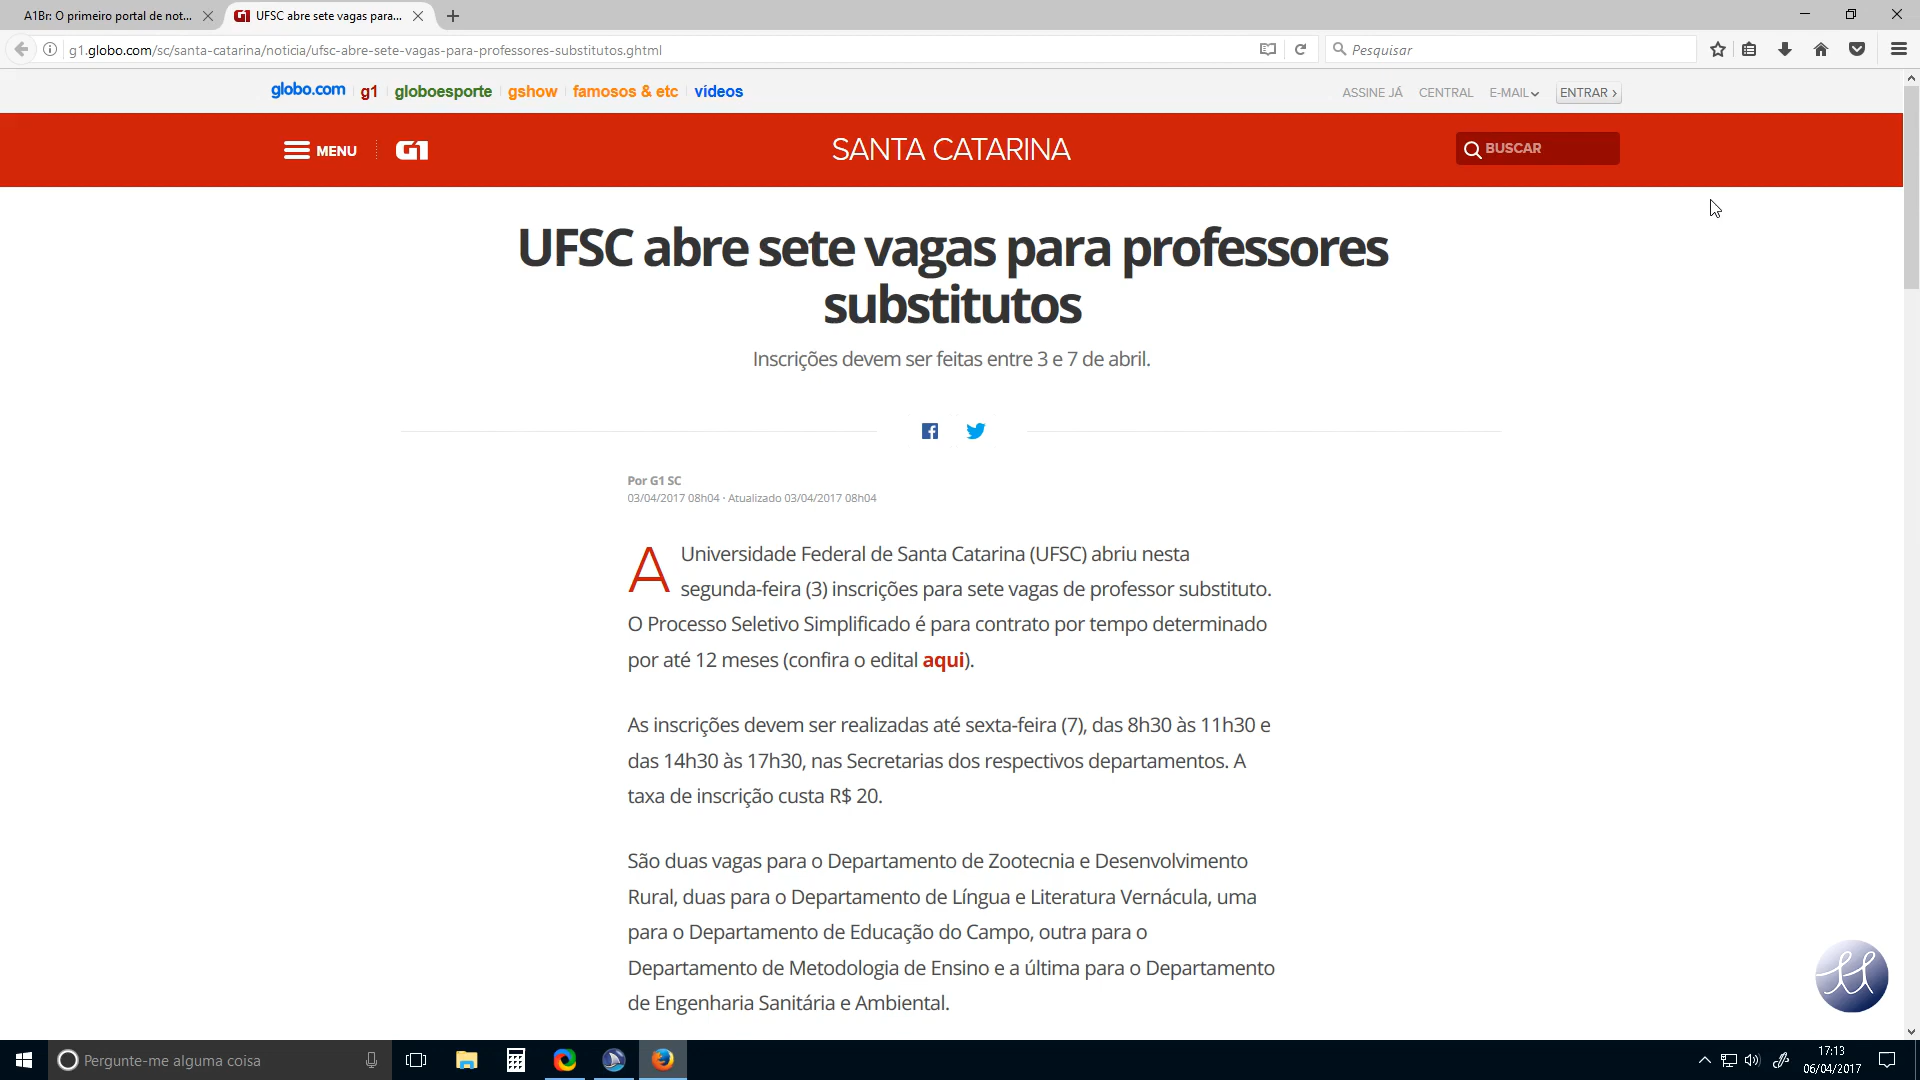 A1Br: O primeiro portal de not...
UFSC abre sete vagas para...
g1.globo.com/sc/santa-catarina/noticia/ufsc-abre-sete-vagas-para-professores-substitutos.ghtml
Pesquisar
globo.com g1 globoesporte gshow famosos & etc vídeos
ASSINE JÁ CENTRAL E-MAIL ENTRAR ›
MENU G1 SANTA CATARINA BUSCAR
UFSC abre sete vagas para professores
substitutos
Inscrições devem ser feitas entre 3 e 7 de abril.
Por G1 SC
03/04/2017 08h04 · Atualizado 03/04/2017 08h04
A Universidade Federal de Santa Catarina (UFSC) abriu nesta
segunda-feira (3) inscrições para sete vagas de professor substituto.
O Processo Seletivo Simplificado é para contrato por tempo determinado
por até 12 meses (confira o edital aqui).
As inscrições devem ser realizadas até sexta-feira (7), das 8h30 às 11h30 e
das 14h30 às 17h30, nas Secretarias dos respectivos departamentos. A
taxa de inscrição custa R$ 20.
São duas vagas para o Departamento de Zootecnia e Desenvolvimento
Rural, duas para o Departamento de Língua e Literatura Vernácula, uma
para o Departamento de Educação do Campo, outra para o
Departamento de Metodologia de Ensino e a última para o Departamento
de Engenharia Sanitária e Ambiental.
Pergunte-me alguma coisa
17:13
06/04/2017